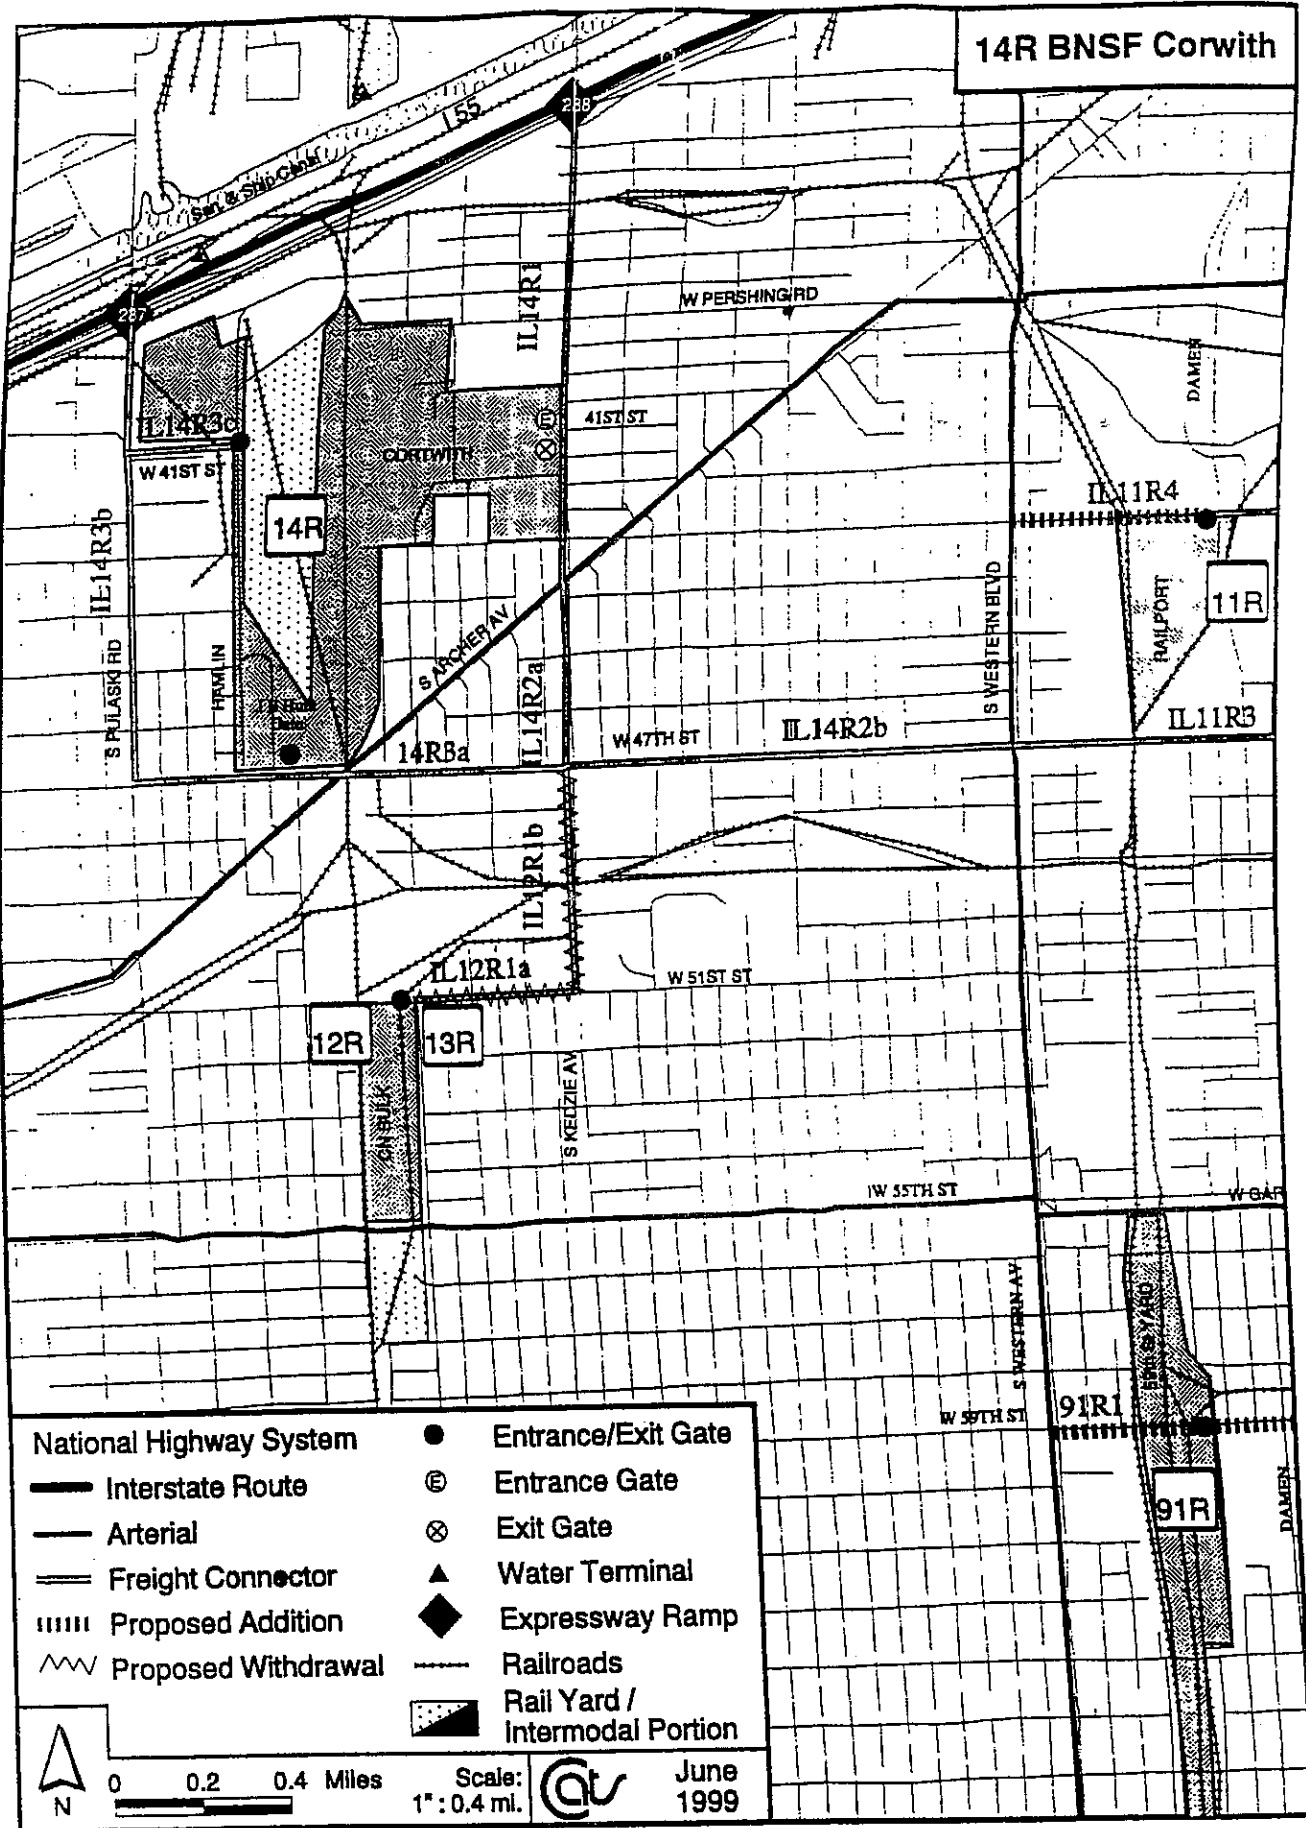 14R BNSF Corwith
288
I 55
San & Ship Canal
287
IL14R1
W PERSHING RD
DAMEN
IL14R3c
41ST ST
E
CORTWITH
W 41ST ST
IL11R4
14R
IL14R3b
S WESTERN BLVD
RAILPORT
11R
S ARCHER AV
S PULASKI RD
HAMLIN
IL14R2a
IL11R3
W 47TH ST
IL14R2b
14R3a
IL12R1b
IL12R1a
W 51ST ST
12R
13R
CN BULK
S KEDZIE AV
W 55TH ST
W GAR
S WESTERN AV
59th St YARD
W 59TH ST
91R1
91R
DAMEN
National Highway System
Interstate Route
Arterial
Freight Connector
Proposed Addition
Proposed Withdrawal
Entrance/Exit Gate
E Entrance Gate
Exit Gate
Water Terminal
Expressway Ramp
Railroads
Rail Yard /
Intermodal Portion
N
0 0.2 0.4 Miles
Scale:
1": 0.4 mi.
Cats
June
1999